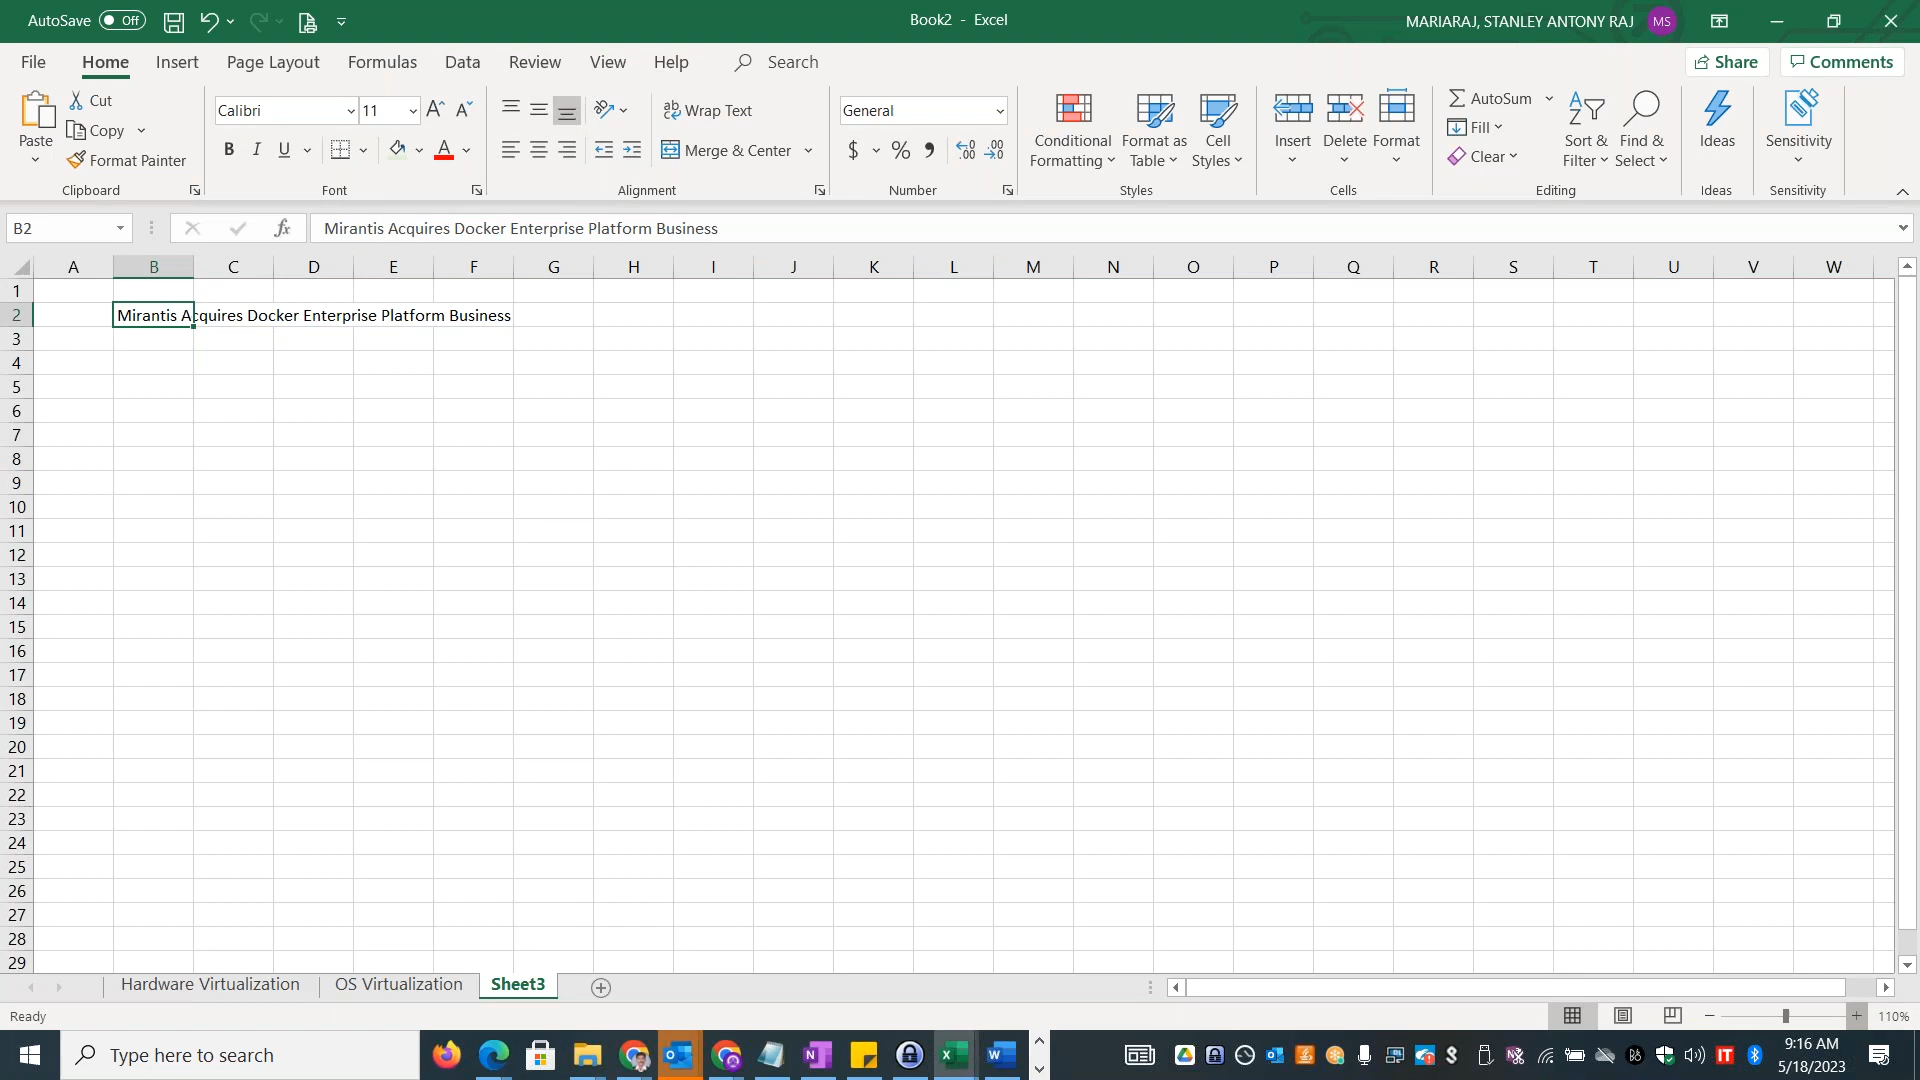 AutoSave Off Book2 - Excel MARIARAJ, STANLEY ANTONY RAJ MS
File Home Insert Page Layout Formulas Data Review View Help Search Share Comments
Paste
Cut
Copy
Format Painter
Clipboard
Calibri 11
B I U A
Font
Wrap Text
Merge & Center
Alignment
General
$ % 9
Number
Conditional Formatting
Format as Table
Cell Styles
Styles
Insert Delete Format
Cells
AutoSum
Fill
Clear
Sort & Filter
Find & Select
Editing
Ideas
Ideas
Sensitivity
Sensitivity
B2 fx Mirantis Acquires Docker Enterprise Platform Business
A B C D E F G H I J K L M N O P Q R S T U V W
1
2 Mirantis Acquires Docker Enterprise Platform Business
3
4
5
6
7
8
9
10
11
12
13
14
15
16
17
18
19
20
21
22
23
24
25
26
27
28
29
Hardware Virtualization OS Virtualization Sheet3
Ready 110%
Type here to search 9:16 AM
5/18/2023